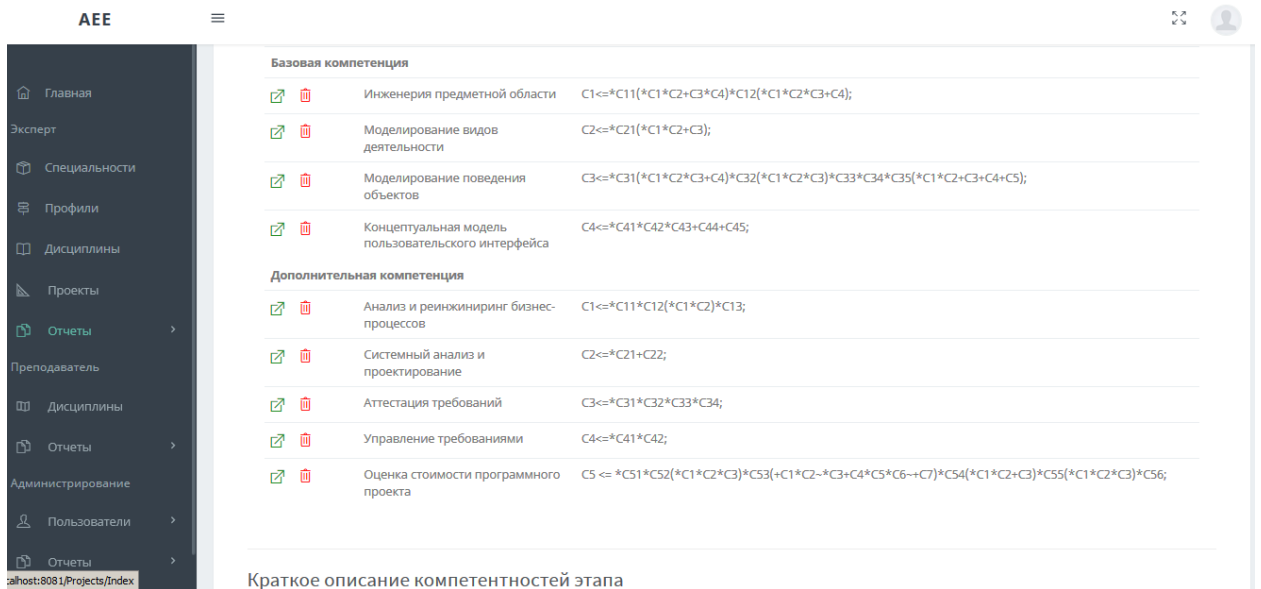 AEE
Главная
Эксперт
Специальности
Профили
Дисциплины
Проекты
Отчеты
Преподаватель
Дисциплины
Отчеты
Администрирование
Пользователи
Отчеты
calhost:8081/Projects/Index
Базовая компетенция
Инженерия предметной области C1<=*C11(*C1*C2+C3*C4)*C12(*C1*C2*C3+C4);
Моделирование видов C2<=*C21(*C1*C2+C3);
деятельности
Моделирование поведения C3<=*C31(*C1*C2*C3+C4)*C32(*C1*C2*C3)*C33*C34*C35(*C1*C2+C3+C4+C5);
объектов
Концептуальная модель C4<=*C41*C42*C43+C44+C45;
пользовательского интерфейса
Дополнительная компетенция
Анализ и реинжиниринг бизнес- C1<=*C11*C12(*C1*C2)*C13;
процессов
Системный анализ и C2<=*C21+C22;
проектирование
Аттестация требований C3<=*C31*C32*C33*C34;
Управление требованиями C4<=*C41*C42;
Оценка стоимости программного C5 <= *C51*C52(*C1*C2*C3)*C53(+C1*C2~*C3+C4*C5*C6~+C7)*C54(*C1*C2+C3)*C55(*C1*C2*C3)*C56;
проекта
Краткое описание компетентностей этапа